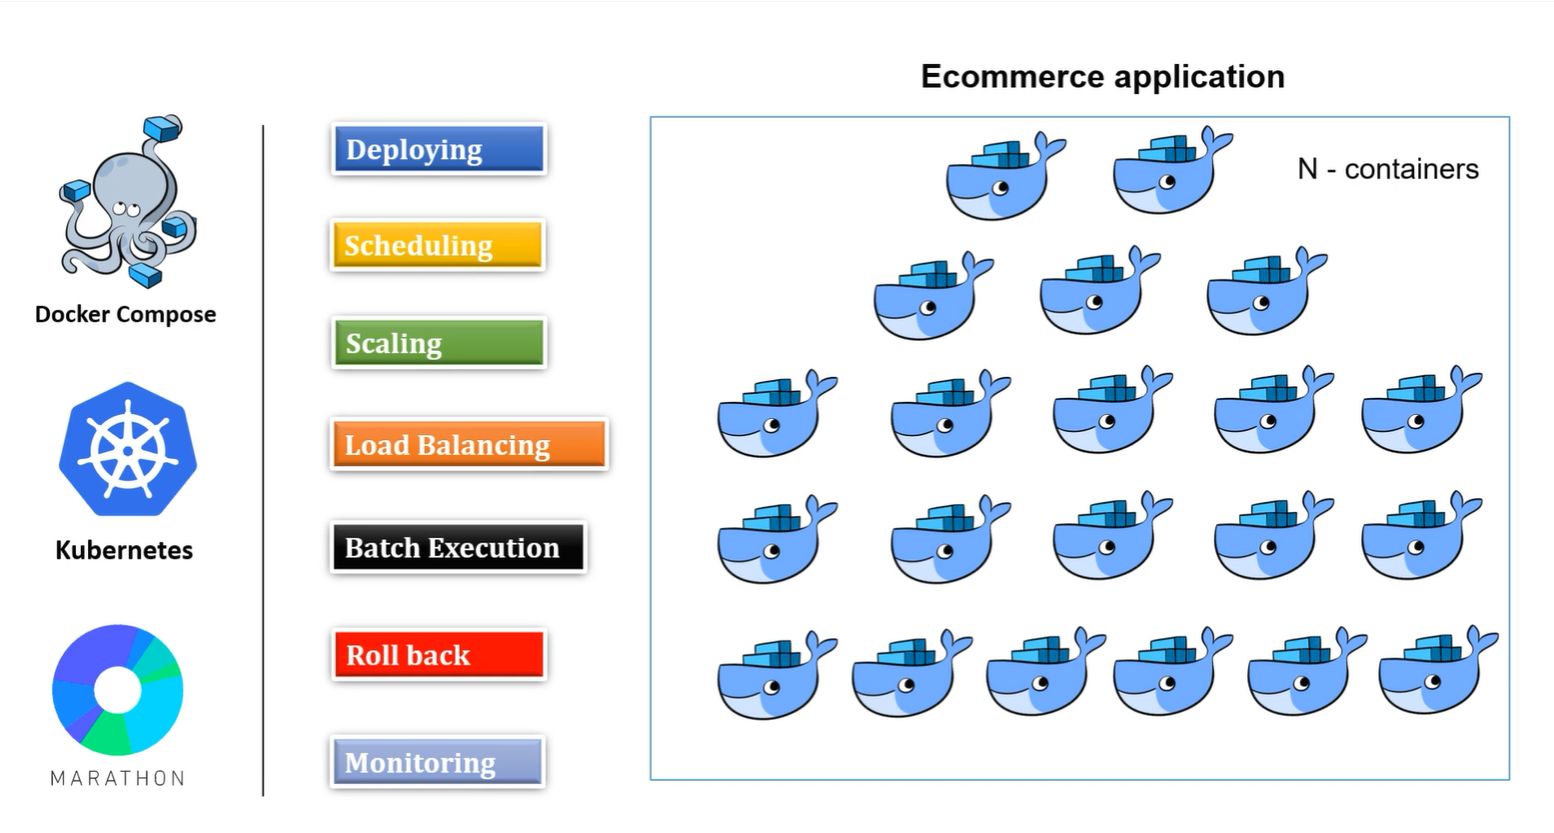 Ecommerce application
N - containers
Docker Compose
Kubernetes
MARATHON
Deploying
Scheduling
Scaling
Load Balancing
Batch Execution
Roll back
Monitoring